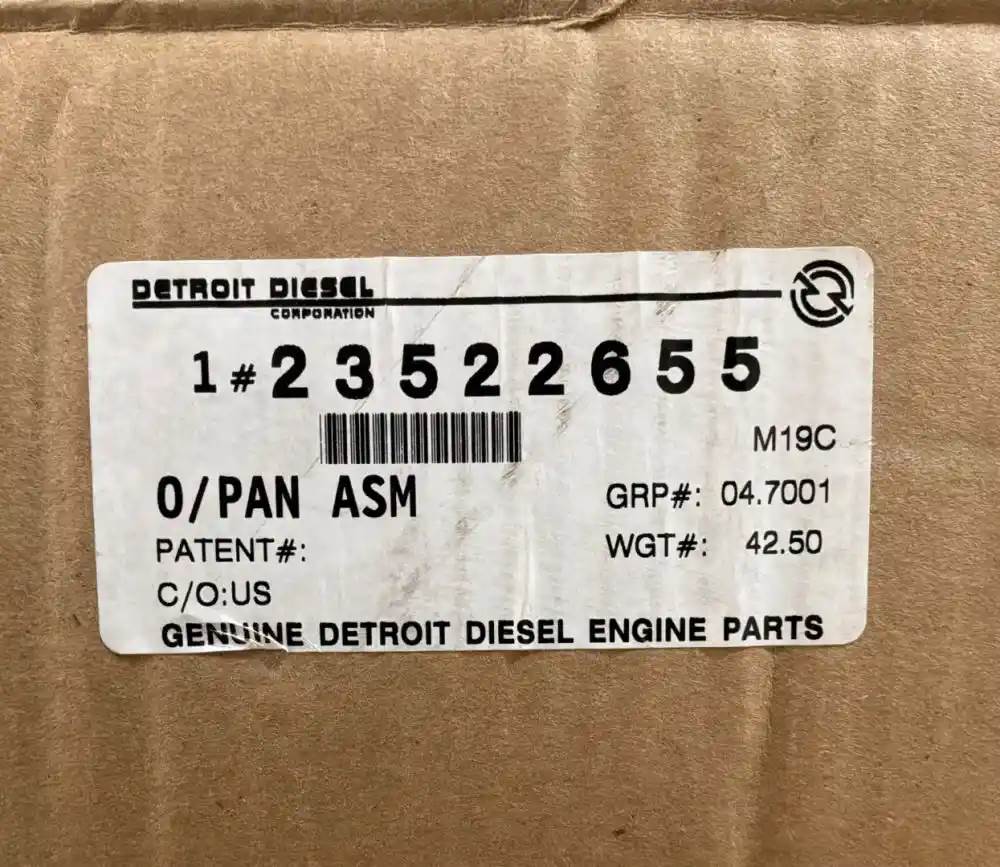 DETROIT DIESEL
CORPORATION
1#23522655
M19C
O/PAN ASM
GRP#: 04.7001
PATENT#:
WGT#: 42.50
C/O:US
GENUINE DETROIT DIESEL ENGINE PARTS